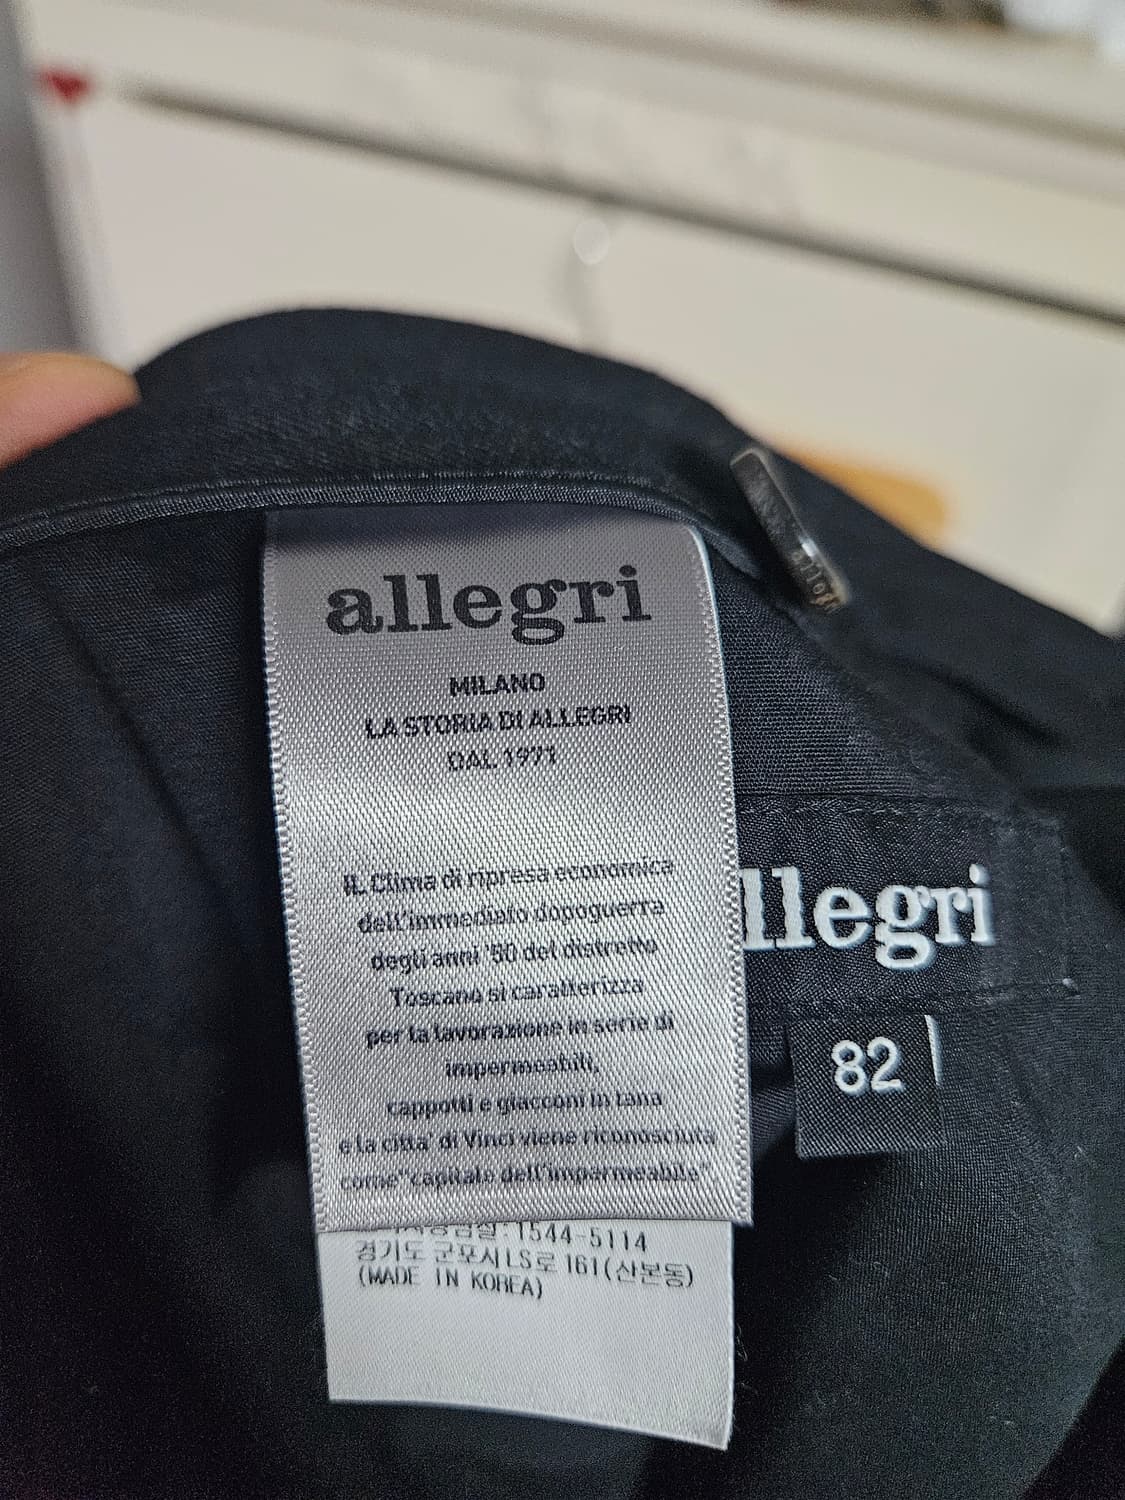 allegri
MILANO
LA STORIA DI ALLEGRI
DAL 1971
IL Clima di ripresa economica
dell'immediato dopoguerra
degli anni '50 del distretto
Toscano si caratterizza
per la lavorazione in serie di
impermeabili,
cappotti e giacconi in lana
e la citta' di Vinci viene riconosciuta
come "capitale dell'impermeabile"
llegri
82
:1544-5114
경기도 군포시 LS로 161(산본동)
(MADE IN KOREA)